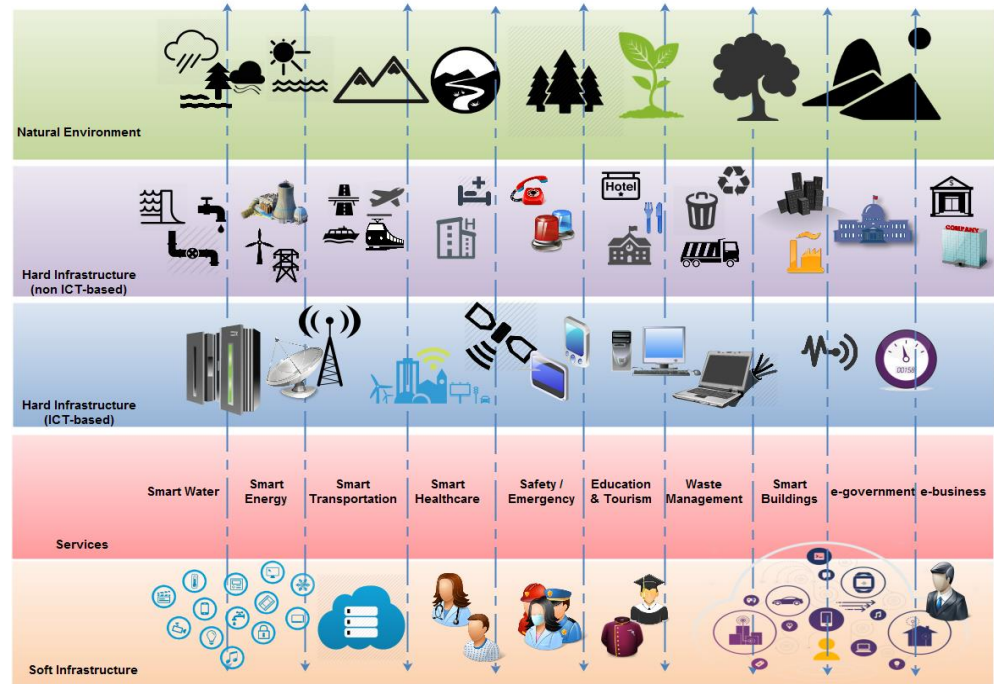 Natural Environment
Hotel
COMPANY
$
Hard Infrastructure
(non ICT-based)
H
00158
Hard Infrastructure
(ICT-based)
Smart Water
Smart
Energy
Smart
Transportation
Smart
Healthcare
Safety /
Emergency
Education
& Tourism
Waste
Management
Smart
Buildings
e-government
e-business
Services
Soft Infrastructure